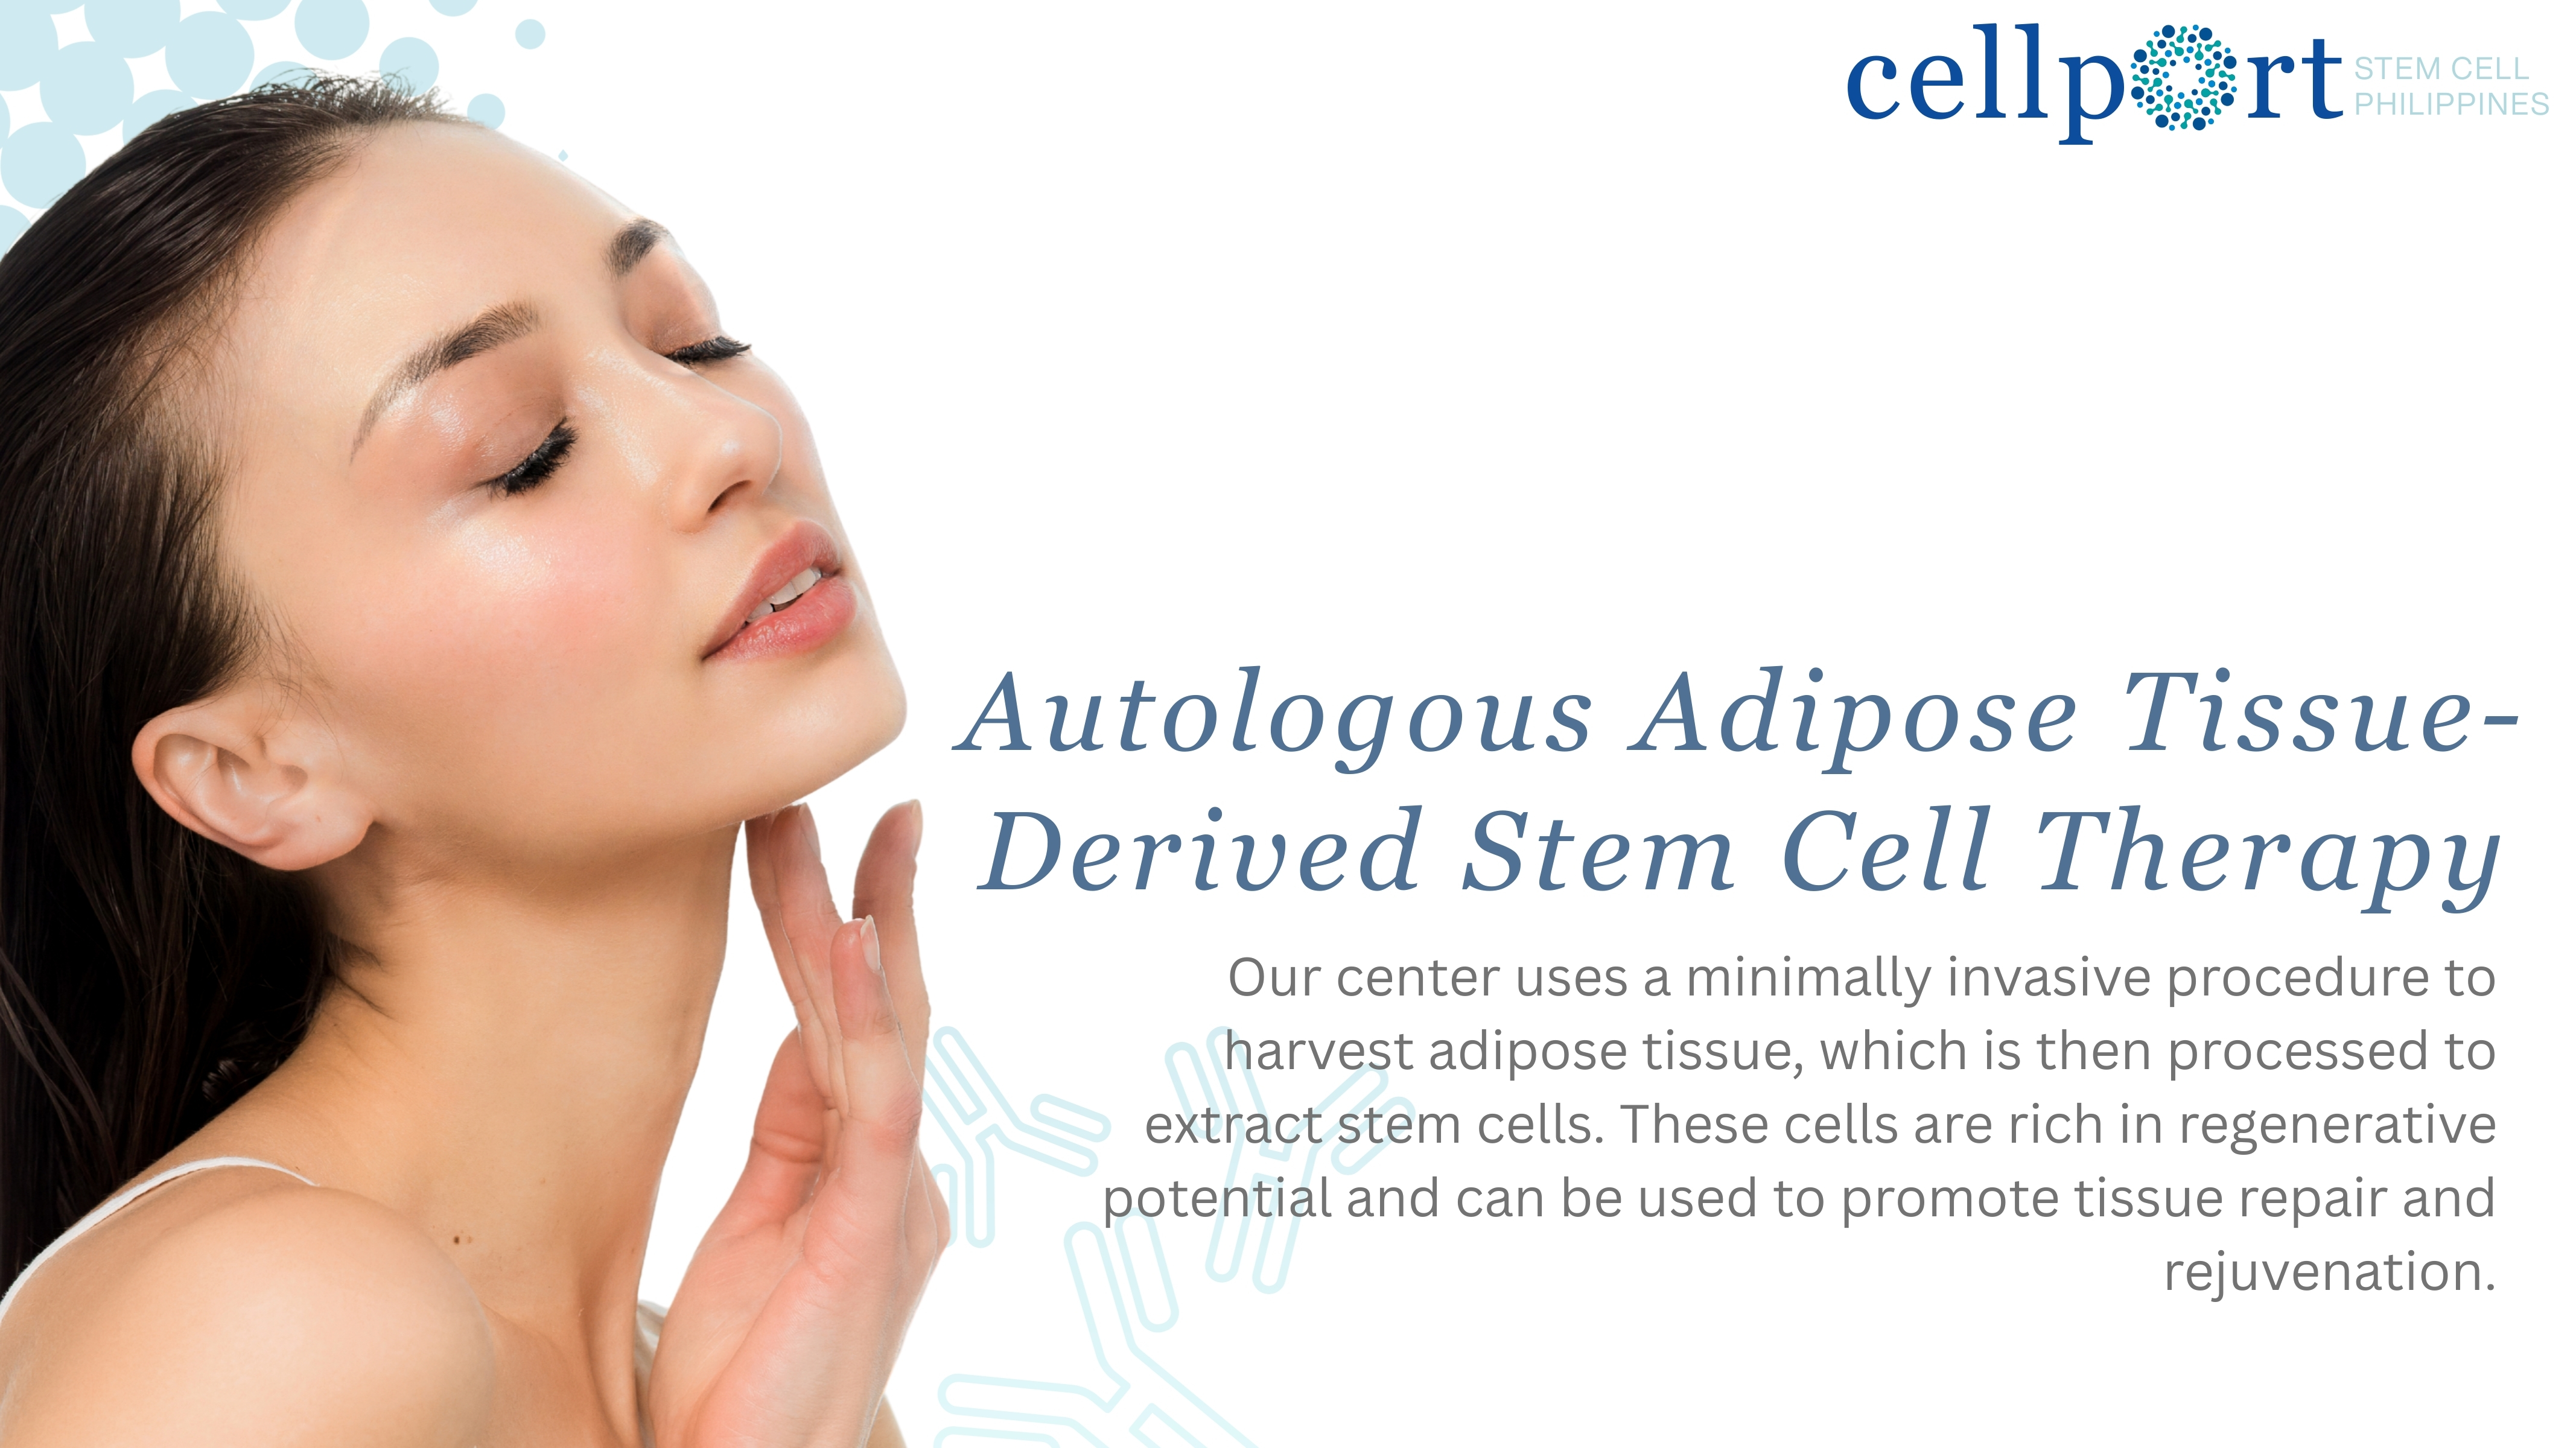 cellport STEM CELL
PHILIPPINES
Autologous Adipose Tissue-
Derived Stem Cell Therapy
Our center uses a minimally invasive procedure to
harvest adipose tissue, which is then processed to
extract stem cells. These cells are rich in regenerative
potential and can be used to promote tissue repair and
rejuvenation.